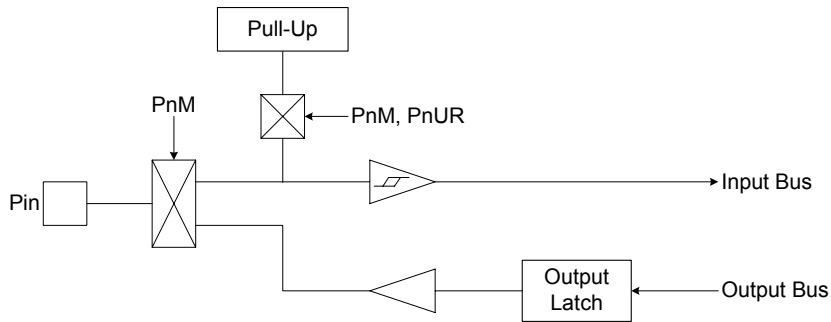 Pull-Up
PnM
PnM, PnUR
Input Bus
Pin
Output
Latch
Output Bus